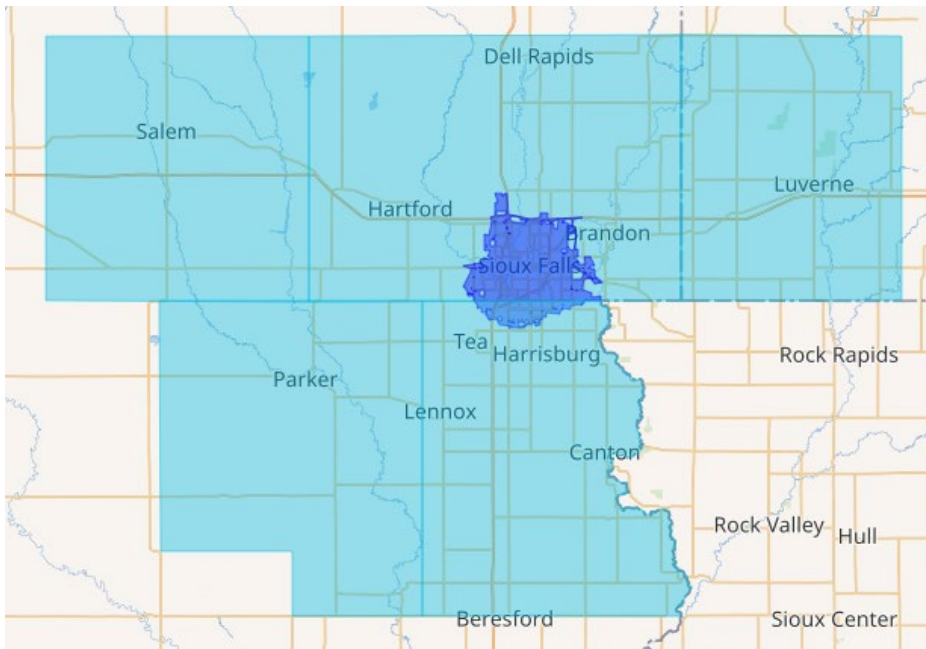 Dell Rapids
Salem
Luverne
Hartford
Brandon
Sioux Falls
Tea
Harrisburg
Rock Rapids
Parker
Lennox
Canton
Rock Valley
Hull
Beresford
Sioux Center